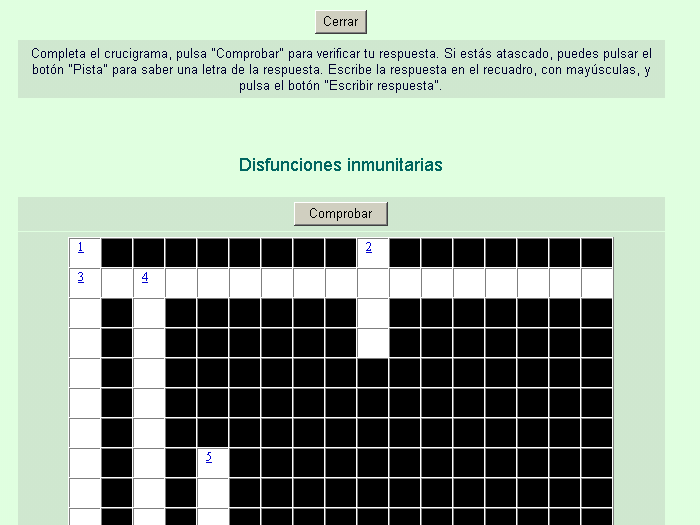 Cerrar
Completa el crucigrama, pulsa "Comprobar" para verificar tu respuesta. Si estás atascado, puedes pulsar el
botón "Pista" para saber una letra de la respuesta. Escribe la respuesta en el recuadro, con mayúsculas, y
pulsa el botón "Escribir respuesta".
Disfunciones inmunitarias
Comprobar
1 2
3 4
5